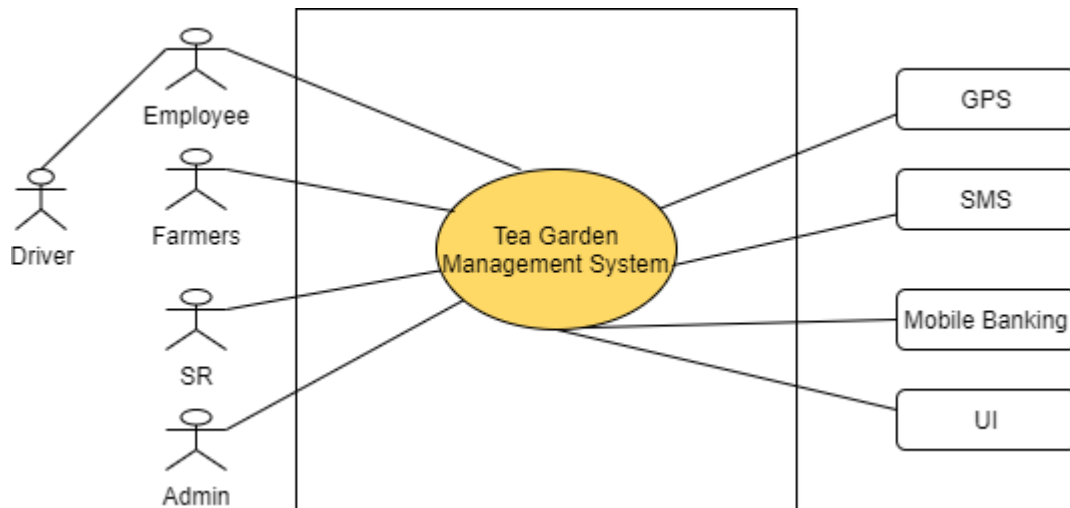 Employee
Driver
Farmers
SR
Admin
Tea Garden
Management System
GPS
SMS
Mobile Banking
UI